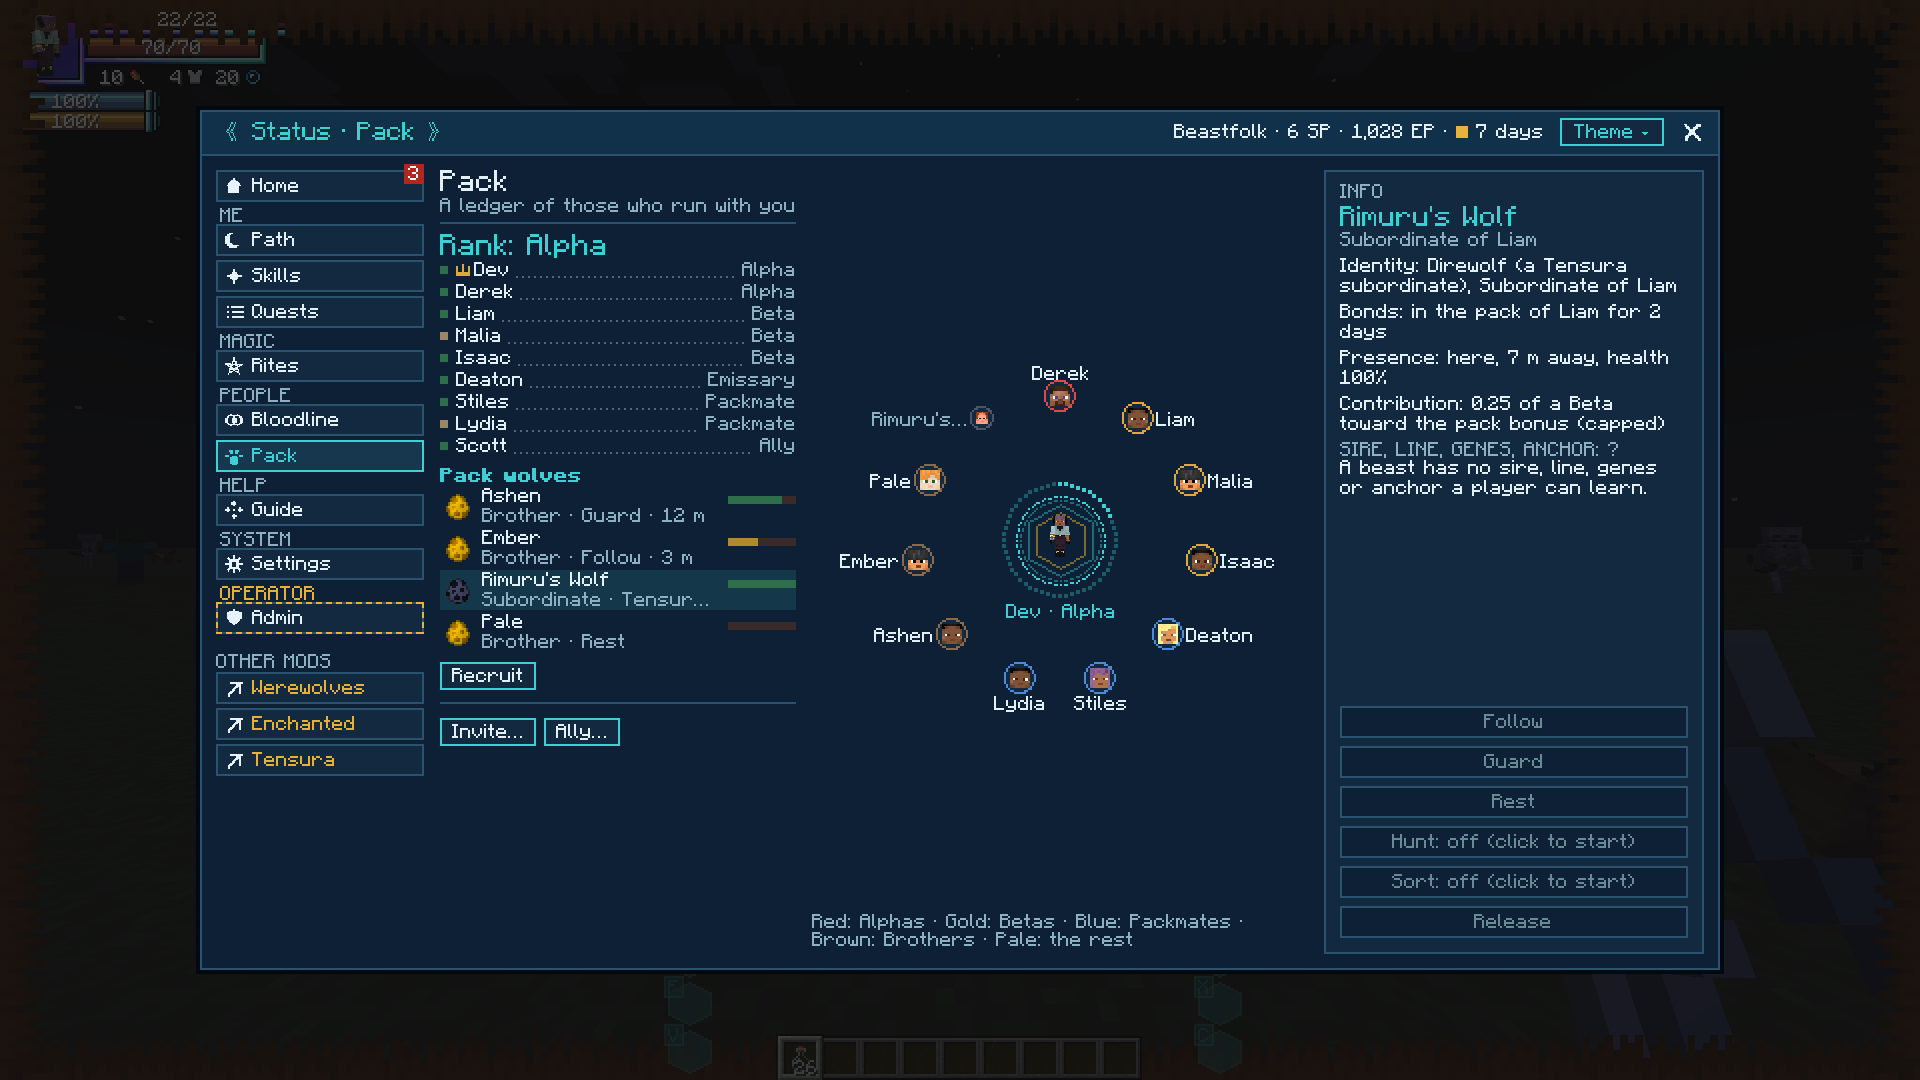 22/22
70/70
10 4 20
100%
100%
《 Status · Pack 》
Beastfolk · 6 SP · 1,028 EP · 7 days
Theme
X
Home
3
ME
Path
Skills
Quests
MAGIC
Rites
PEOPLE
Bloodline
Pack
HELP
Guide
SYSTEM
Settings
OPERATOR
Admin
OTHER MODS
Werewolves
Enchanted
Tensura
Pack
A ledger of those who run with you
Rank: Alpha
Dev Alpha
Derek Alpha
Liam Beta
Malia Beta
Isaac Beta
Deaton Emissary
Stiles Packmate
Lydia Packmate
Scott Ally
Pack wolves
Ashen
Brother · Guard · 12 m
Ember
Brother · Follow · 3 m
Rimuru's Wolf
Subordinate · Tensur...
Pale
Brother · Rest
Recruit
Invite...
Ally...
Derek
Rimuru's...
Liam
Pale
Malia
Ember
Isaac
Dev · Alpha
Ashen
Deaton
Lydia
Stiles
Red: Alphas · Gold: Betas · Blue: Packmates ·
Brown: Brothers · Pale: the rest
INFO
Rimuru's Wolf
Subordinate of Liam
Identity: Direwolf (a Tensura
subordinate), Subordinate of Liam
Bonds: in the pack of Liam for 2
days
Presence: here, 7 m away, health
100%
Contribution: 0.25 of a Beta
toward the pack bonus (capped)
SIRE, LINE, GENES, ANCHOR: ?
A beast has no sire, line, genes
or anchor a player can learn.
Follow
Guard
Rest
Hunt: off (click to start)
Sort: off (click to start)
Release
V
26